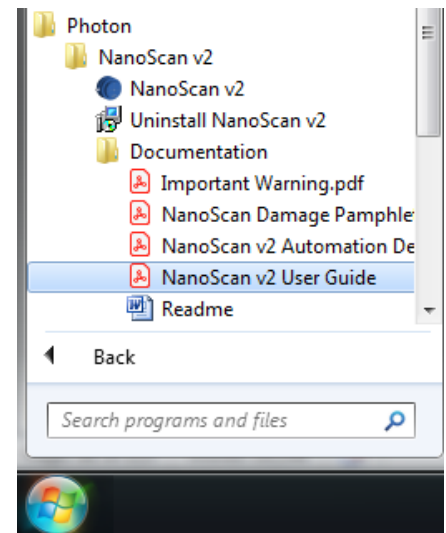 Photon
NanoScan v2
NanoScan v2
Uninstall NanoScan v2
Documentation
Important Warning.pdf
NanoScan Damage Pamphle
NanoScan v2 Automation De
NanoScan v2 User Guide
Readme
Back
Search programs and files